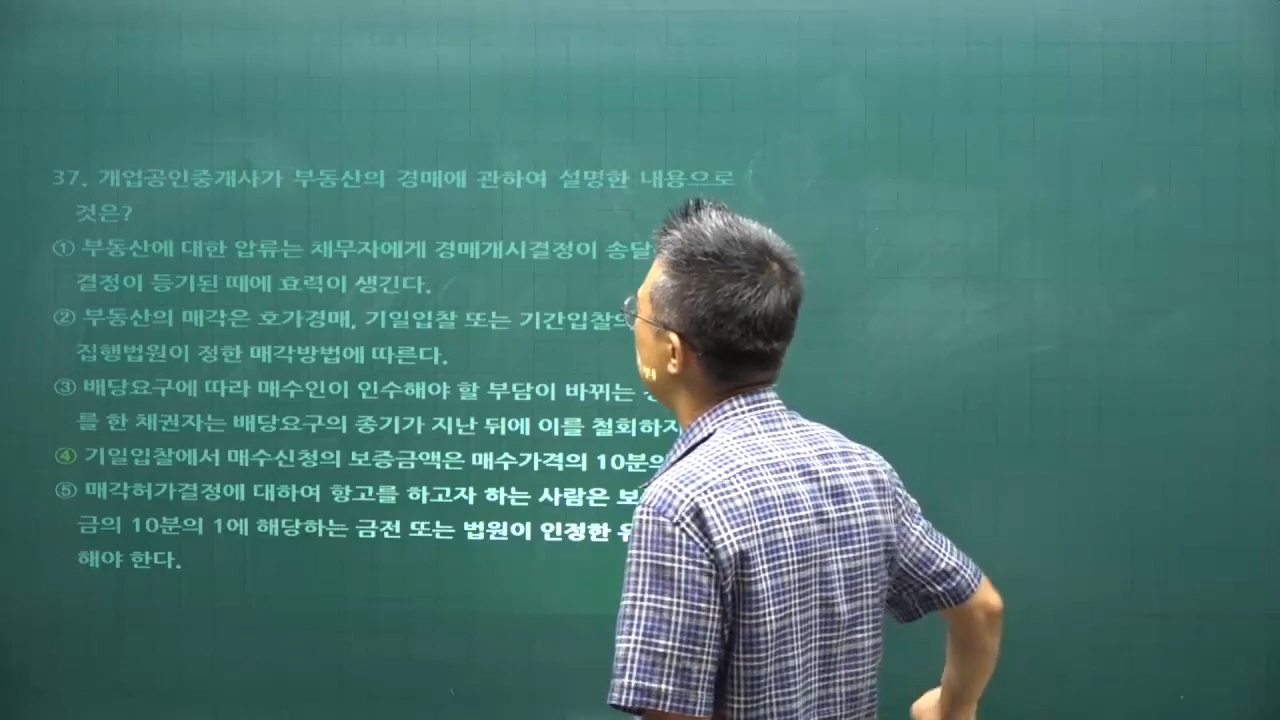 37. 개업공인중개사가 부동산의 경매에 관하여 설명한 내용으로
것은?
① 부동산에 대한 압류는 채무자에게 경매개시결정이 송달
결정이 등기된 때에 효력이 생긴다.
② 부동산의 매각은 호가경매, 기일입찰 또는 기간입찰의
집행법원이 정한 매각방법에 따른다.
③ 배당요구에 따라 매수인이 인수해야 할 부담이 바뀌는
를 한 채권자는 배당요구의 종기가 지난 뒤에 이를 철회하지
④ 기일입찰에서 매수신청의 보증금액은 매수가격의 10분의
⑤ 매각허가결정에 대하여 항고를 하고자 하는 사람은
금의 10분의 1에 해당하는 금전 또는 법원이 인정한
해야 한다.